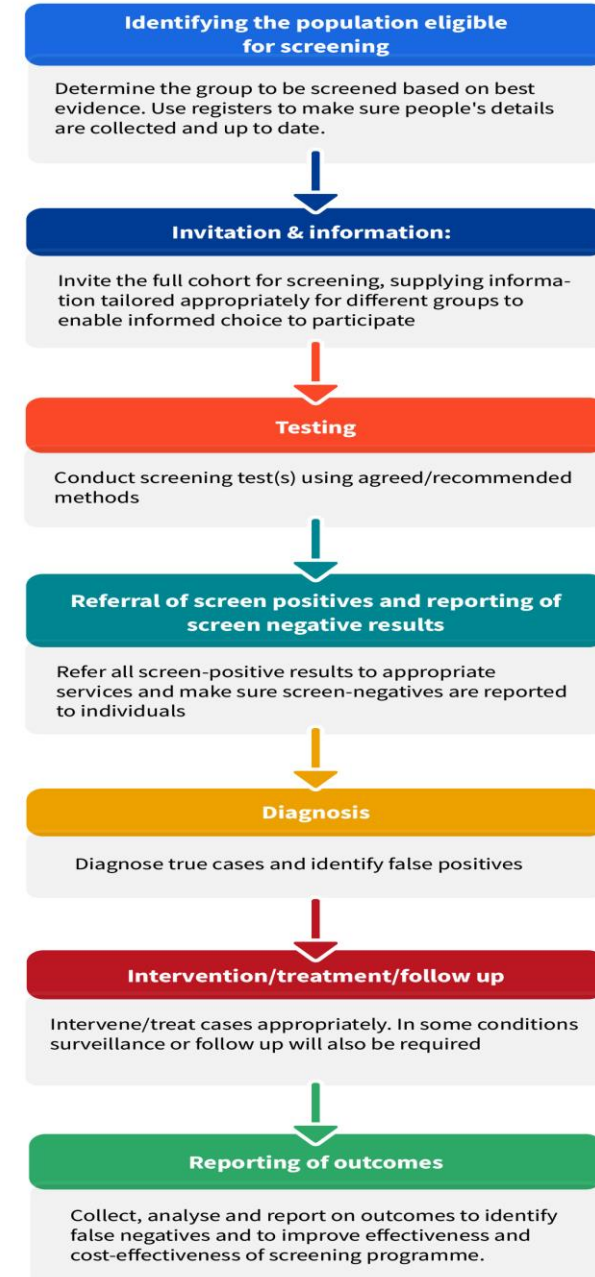 Identifying the population eligible
for screening
Determine the group to be screened based on best
evidence. Use registers to make sure people's details
are collected and up to date.
Invitation & information:
Invite the full cohort for screening, supplying informa-
tion tailored appropriately for different groups to
enable informed choice to participate
Testing
Conduct screening test(s) using agreed/recommended
methods
Referral of screen positives and reporting of
screen negative results
Refer all screen-positive results to appropriate
services and make sure screen-negatives are reported
to individuals
Diagnosis
Diagnose true cases and identify false positives
Intervention/treatment/follow up
Intervene/treat cases appropriately. In some conditions
surveillance or follow up will also be required
Reporting of outcomes
Collect, analyse and report on outcomes to identify
false negatives and to improve effectiveness and
cost-effectiveness of screening programme.